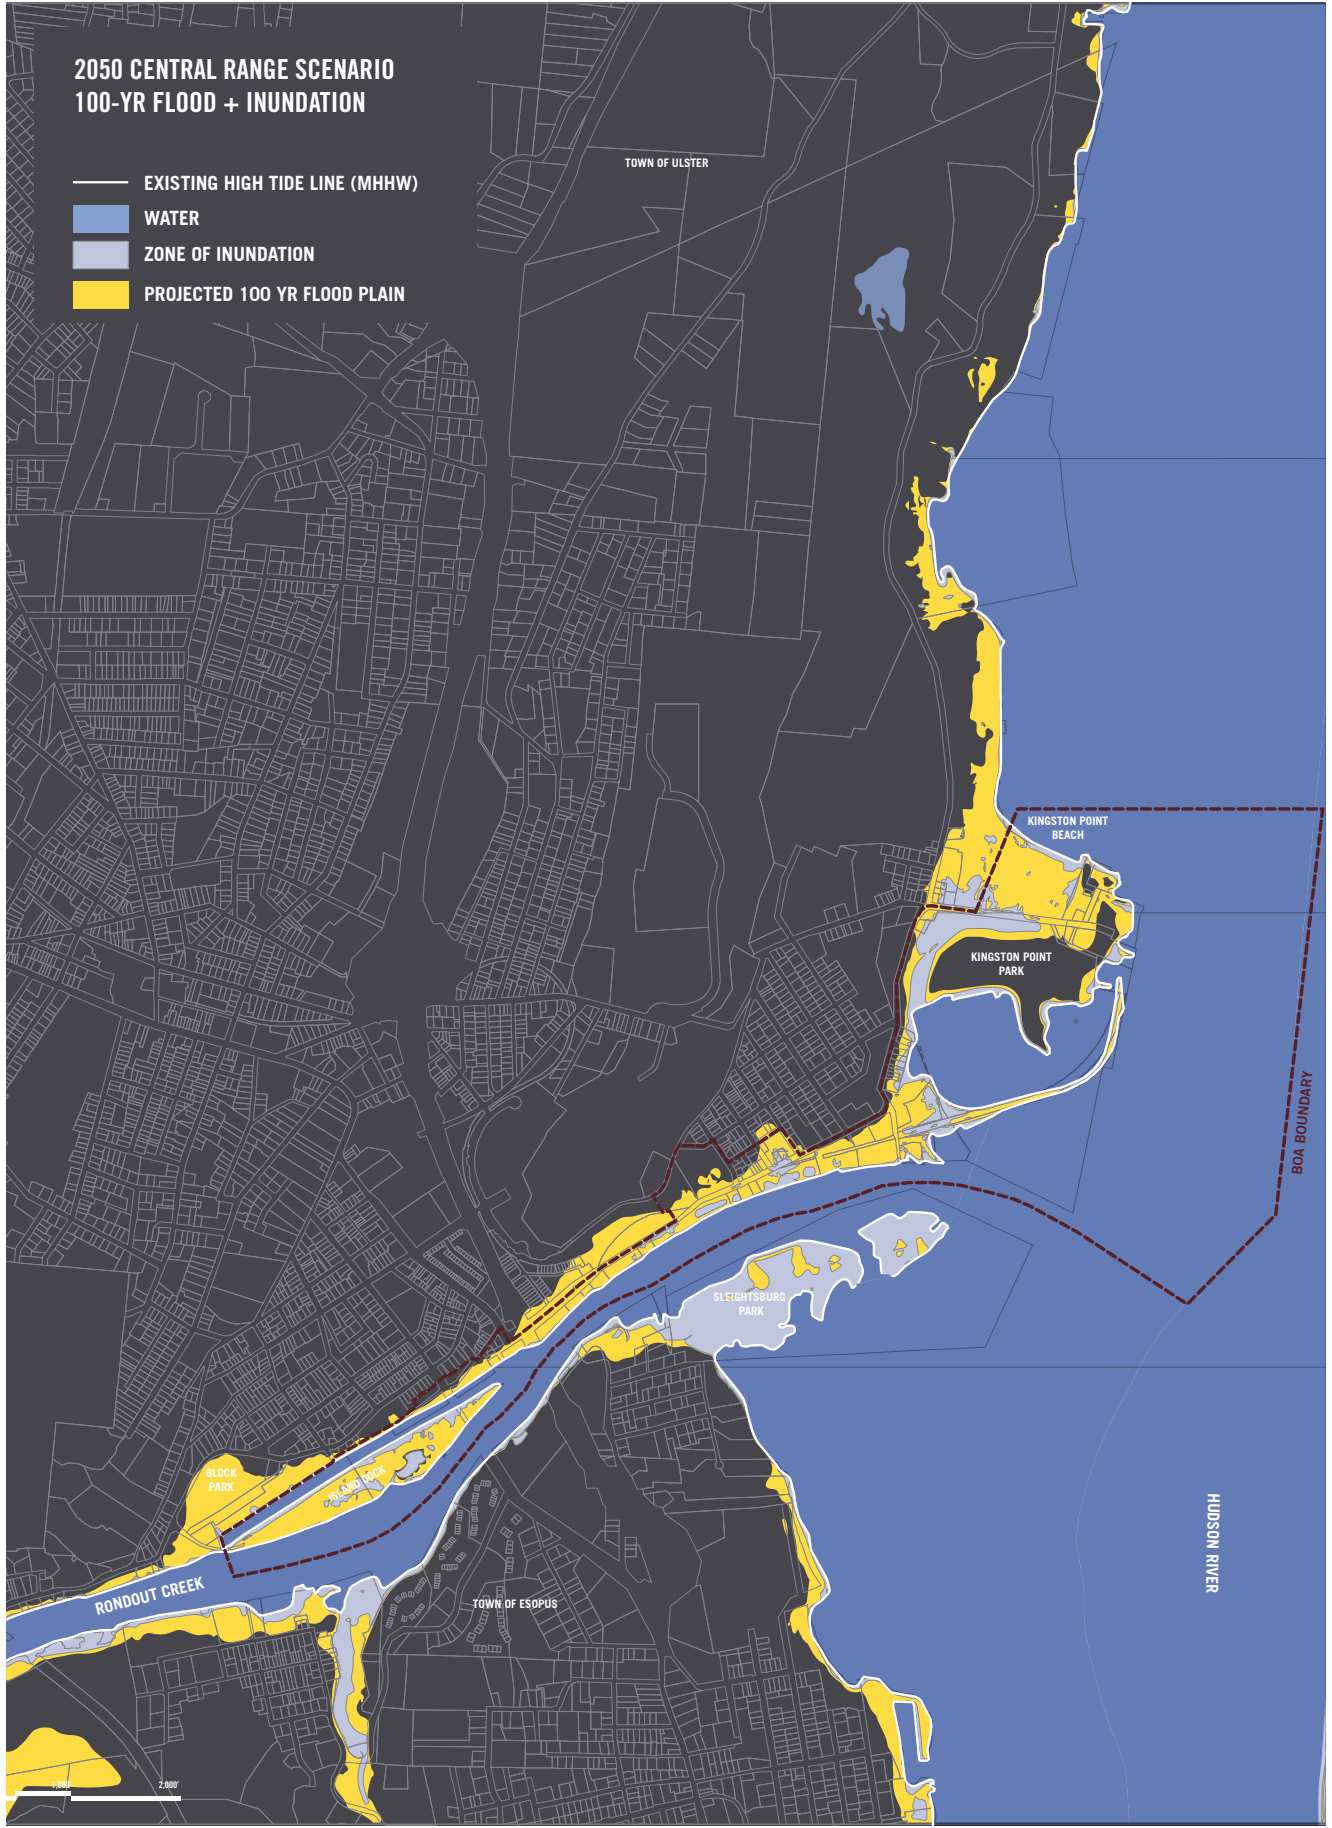 2050 CENTRAL RANGE SCENARIO
100-YR FLOOD + INUNDATION
EXISTING HIGH TIDE LINE (MHHW)
WATER
ZONE OF INUNDATION
PROJECTED 100 YR FLOOD PLAIN
TOWN OF ULSTER
KINGSTON POINT
BEACH
KINGSTON POINT
PARK
BOA BOUNDARY
SLEIGHTSBURG
PARK
BLOCK
PARK
ISLAND DOCK
HUDSON RIVER
RONDOUT CREEK
TOWN OF ESOPUS
1,000'
2,000'